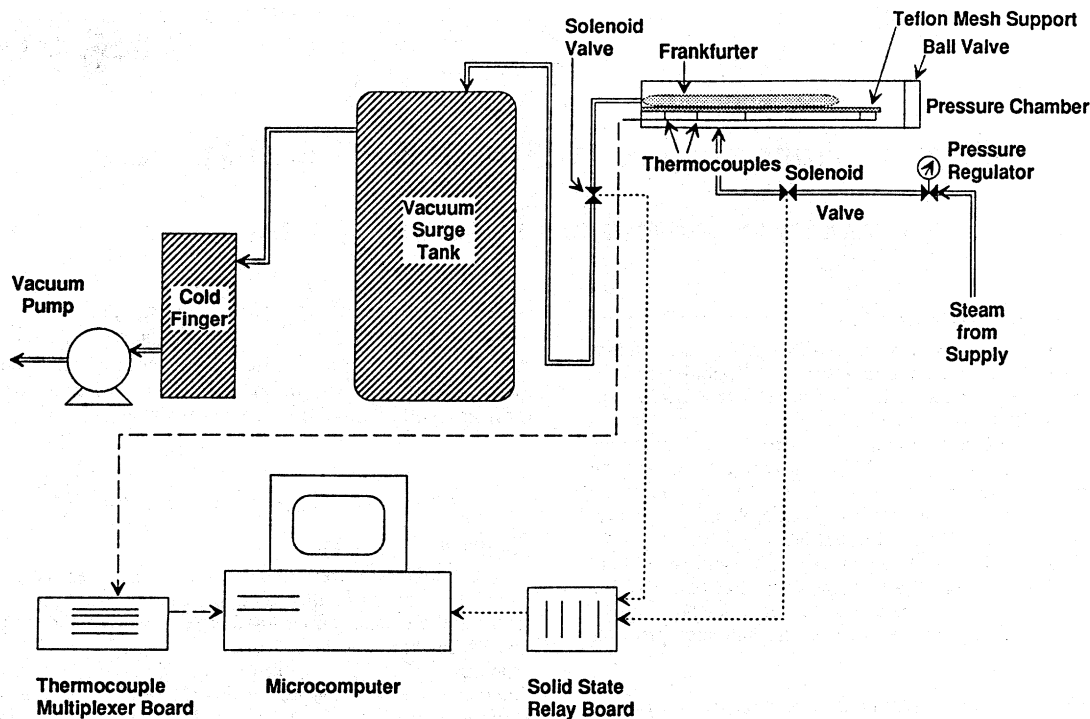 Teflon Mesh Support
Solenoid
Valve
Ball Valve
Frankfurter
Pressure Chamber
Thermocouples
Solenoid
Valve
Pressure
Regulator
Vacuum
Surge
Tank
Vacuum
Pump
Cold
Finger
Steam
from
Supply
Thermocouple
Multiplexer Board
Microcomputer
Solid State
Relay Board